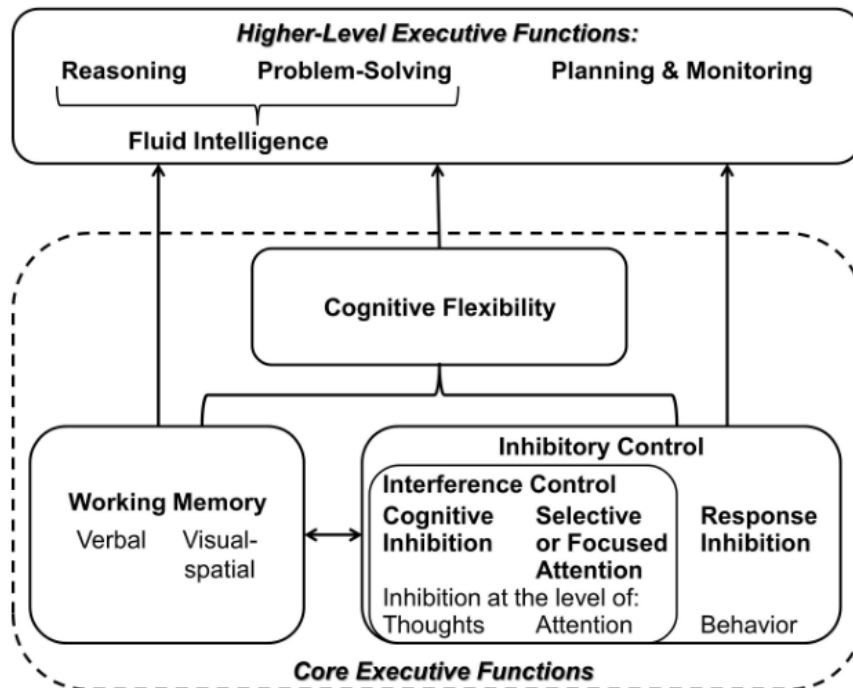 Higher-Level Executive Functions:
Reasoning Problem-Solving Planning & Monitoring
Fluid Intelligence
Cognitive Flexibility
Working Memory
Verbal Visual-
spatial
Inhibitory Control
Interference Control
Cognitive Selective Response
Inhibition or Focused Inhibition
Attention
Inhibition at the level of:
Thoughts Attention Behavior
Core Executive Functions